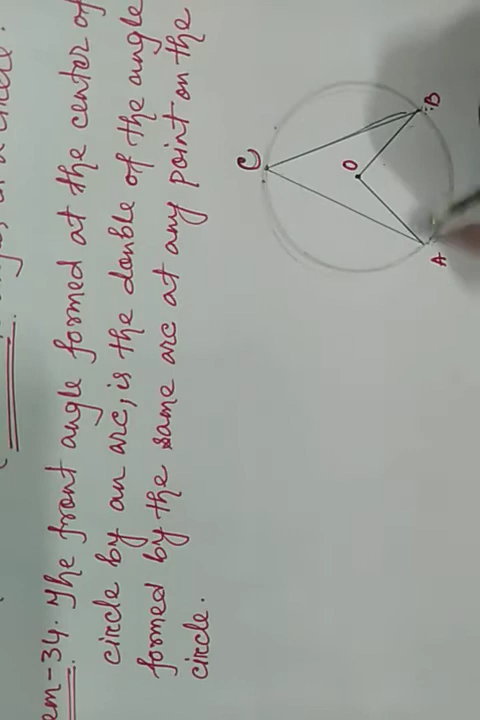 em-34. The front angle formed at the center of
circle by an arc, is the double of the angle
formed by the same arc at any point on the
circle.
C
O
B
A